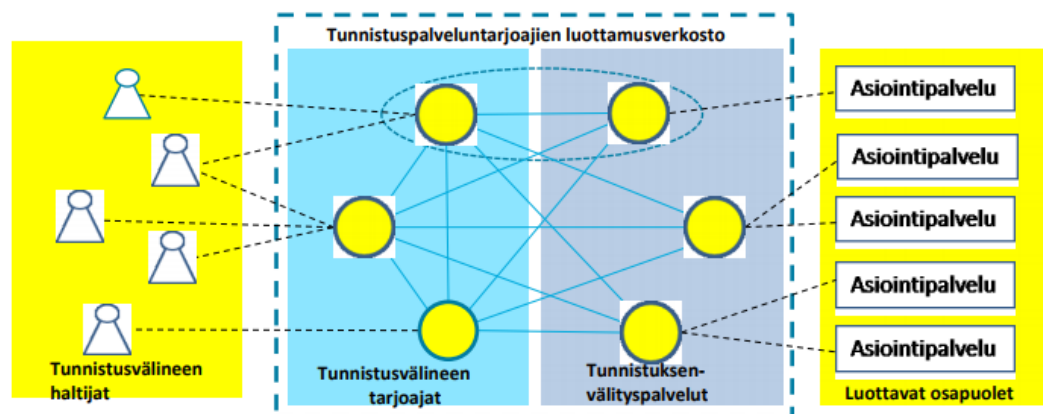 Tunnistuspalveluntarjoajien luottamusverkosto
Asiointipalvelu
Asiointipalvelu
Asiointipalvelu
Asiointipalvelu
Asiointipalvelu
Tunnistusvälineen
haltijat
Tunnistusvälineen
tarjoajat
Tunnistuksen-
välityspalvelut
Luottavat osapuolet